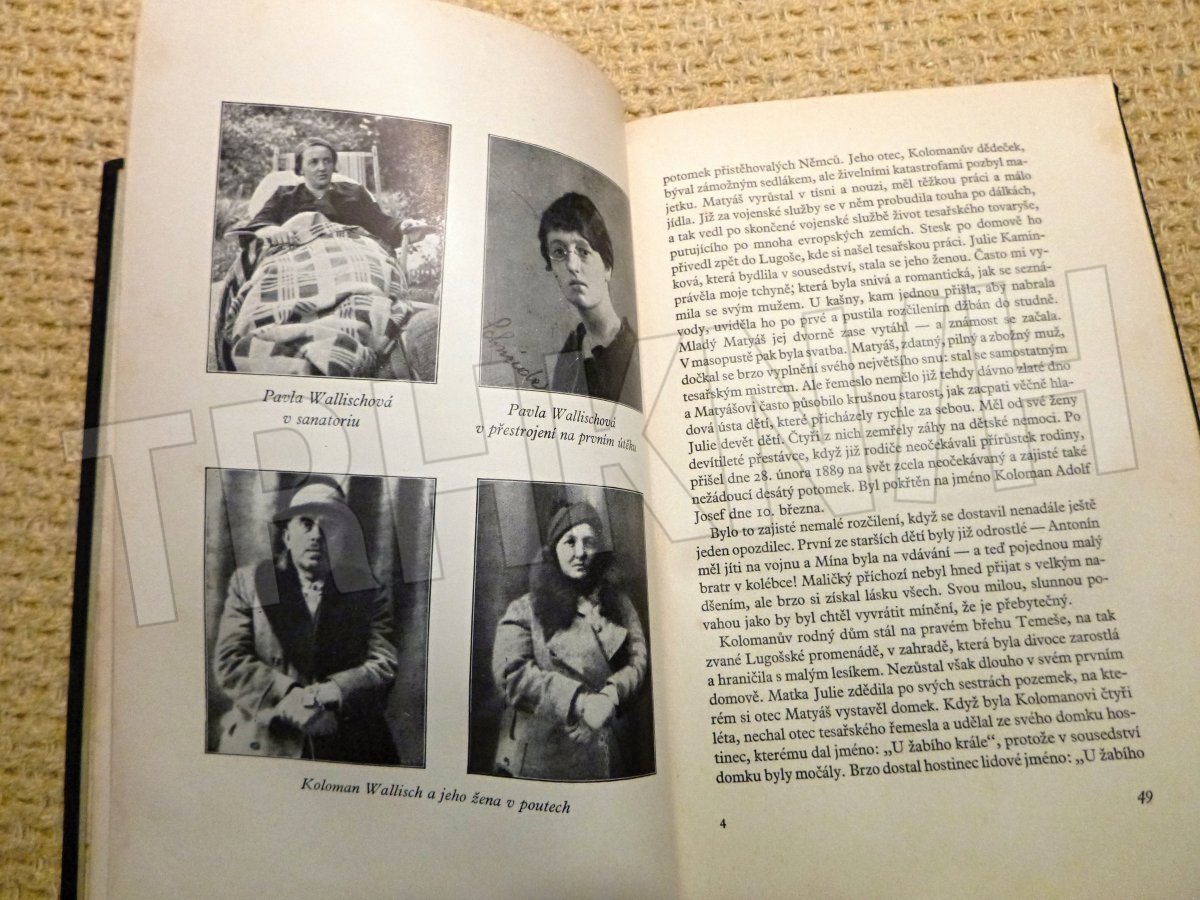 Pavla Wallischová
v sanatoriu
Pavla Wallischová
v přestrojení na prvním útěku
Koloman Wallisch a jeho žena v poutech
potomek přistěhovalých Němců. Jeho otec, Kolomanův dědeček,
býval zámožným sedlákem, ale živelními katastrofami pozbyl ma-
jetku. Matyáš vyrůstal v tísni a nouzi, měl těžkou práci a málo
jídla. Již za vojenské služby se v něm probudila touha po dálkách,
a tak vedl po skončené vojenské službě život tesařského tovaryše,
putujícího po mnoha evropských zemích. Stesk po domově ho
přivedl zpět do Lugoše, kde si našel tesařskou práci. Julie Kamin-
ková, která bydlila v sousedství, stala se jeho ženou. Často mi vy-
právěla moje tchyně; která byla snivá a romantická, jak se sezná-
mila se svým mužem. U kašny, kam jednou přišla, aby nabrala
vody, uviděla ho po prvé a pustila rozčilením džbán do studně.
Mladý Matyáš jej dvorně zase vytáhl — a známost se začala.
V masopustě pak byla svatba. Matyáš, zdatný, pilný a zbožný muž,
dočkal se brzo vyplnění svého největšího snu: stal se samostatným
tesařským mistrem. Ale řemeslo nemělo již tehdy dávno zlaté dno
a Matyášovi často působilo krušnou starost, jak zacpati věčně hla-
dová ústa dětí, které přicházely rychle za sebou. Měl od své ženy
Julie devět dětí. Čtyři z nich zemřely záhy na dětské nemoci. Po
devítileté přestávce, když již rodiče neočekávali přírůstek rodiny,
přišel dne 28. února 1889 na svět zcela neočekávaný a zajisté také
nežádoucí desátý potomek. Byl pokřtěn na jméno Koloman Adolf
Josef dne 10. března.
Bylo to zajisté nemalé rozčilení, když se dostavil nenadále ještě
jeden opozdilec. První ze starších dětí byly již odrostlé — Antonín
měl jíti na vojnu a Mína byla na vdávání — a teď pojednou malý
bratr v kolébce! Maličký příchozí nebyl hned přijat s velkým na-
dšením, ale brzo si získal lásku všech. Svou milou, slunnou po-
vahou jako by byl chtěl vyvrátit mínění, že je přebytečný.
Kolomanův rodný dům stál na pravém břehu Temeše, na tak
zvané Lugošské promenádě, v zahradě, která byla divoce zarostlá
a hraničila s malým lesíkem. Nezůstal však dlouho v svém prvním
domově. Matka Julie zdědila po svých sestrách pozemek, na kte-
rém si otec Matyáš vystavěl domek. Když byla Kolomanovi čtyři
léta, nechal otec tesařského řemesla a udělal ze svého domku hos-
tinec, kterému dal jméno: „U žabího krále“, protože v sousedství
domku byly močály. Brzo dostal hostinec lidové jméno: „U žabího
4
49
TRHKNIH